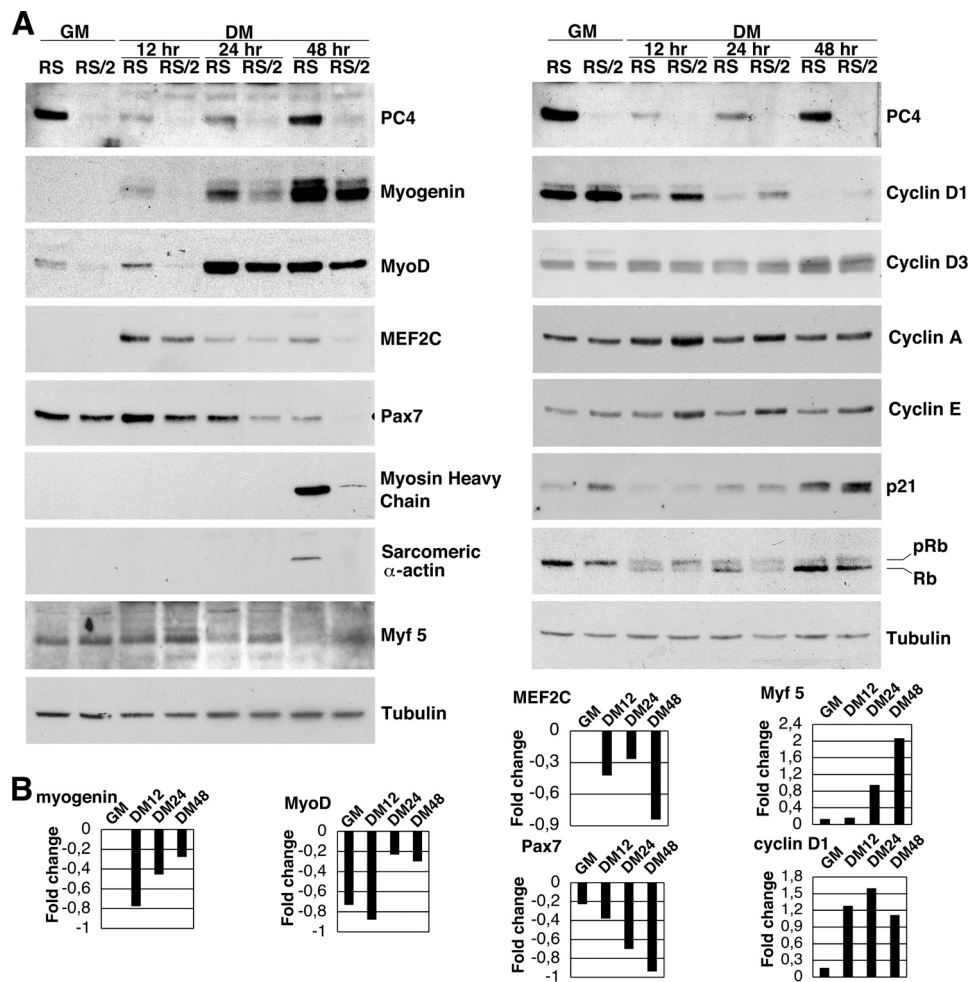 A
GM
DM
12 hr
24 hr
48 hr
RS RS/2 RS RS/2 RS RS/2 RS RS/2
PC4
Myogenin
MyoD
MEF2C
Pax7
Myosin Heavy
Chain
Sarcomeric
α-actin
Myf 5
Tubulin
GM
DM
12 hr
24 hr
48 hr
RS RS/2 RS RS/2 RS RS/2 RS RS/2
PC4
Cyclin D1
Cyclin D3
Cyclin A
Cyclin E
p21
pRb
Rb
Tubulin
B
myogenin
GM DM12 DM24 DM48
Fold change
0
-0,2
-0,4
-0,6
-0,8
-1
MyoD
GM DM12 DM24 DM48
Fold change
0
-0,2
-0,4
-0,6
-0,8
-1
MEF2C
GM DM12 DM24 DM48
Fold change
0
-0,3
-0,6
-0,9
Myf 5
GM DM12 DM24 DM48
Fold change
2,4
2
1,6
1,2
0,8
0,4
0
Pax7
GM DM12 DM24 DM48
Fold change
0
-0,2
-0,4
-0,6
-0,8
-1
cyclin D1
GM DM12 DM24 DM48
Fold change
1,8
1,5
1,2
0,9
0,6
0,3
0